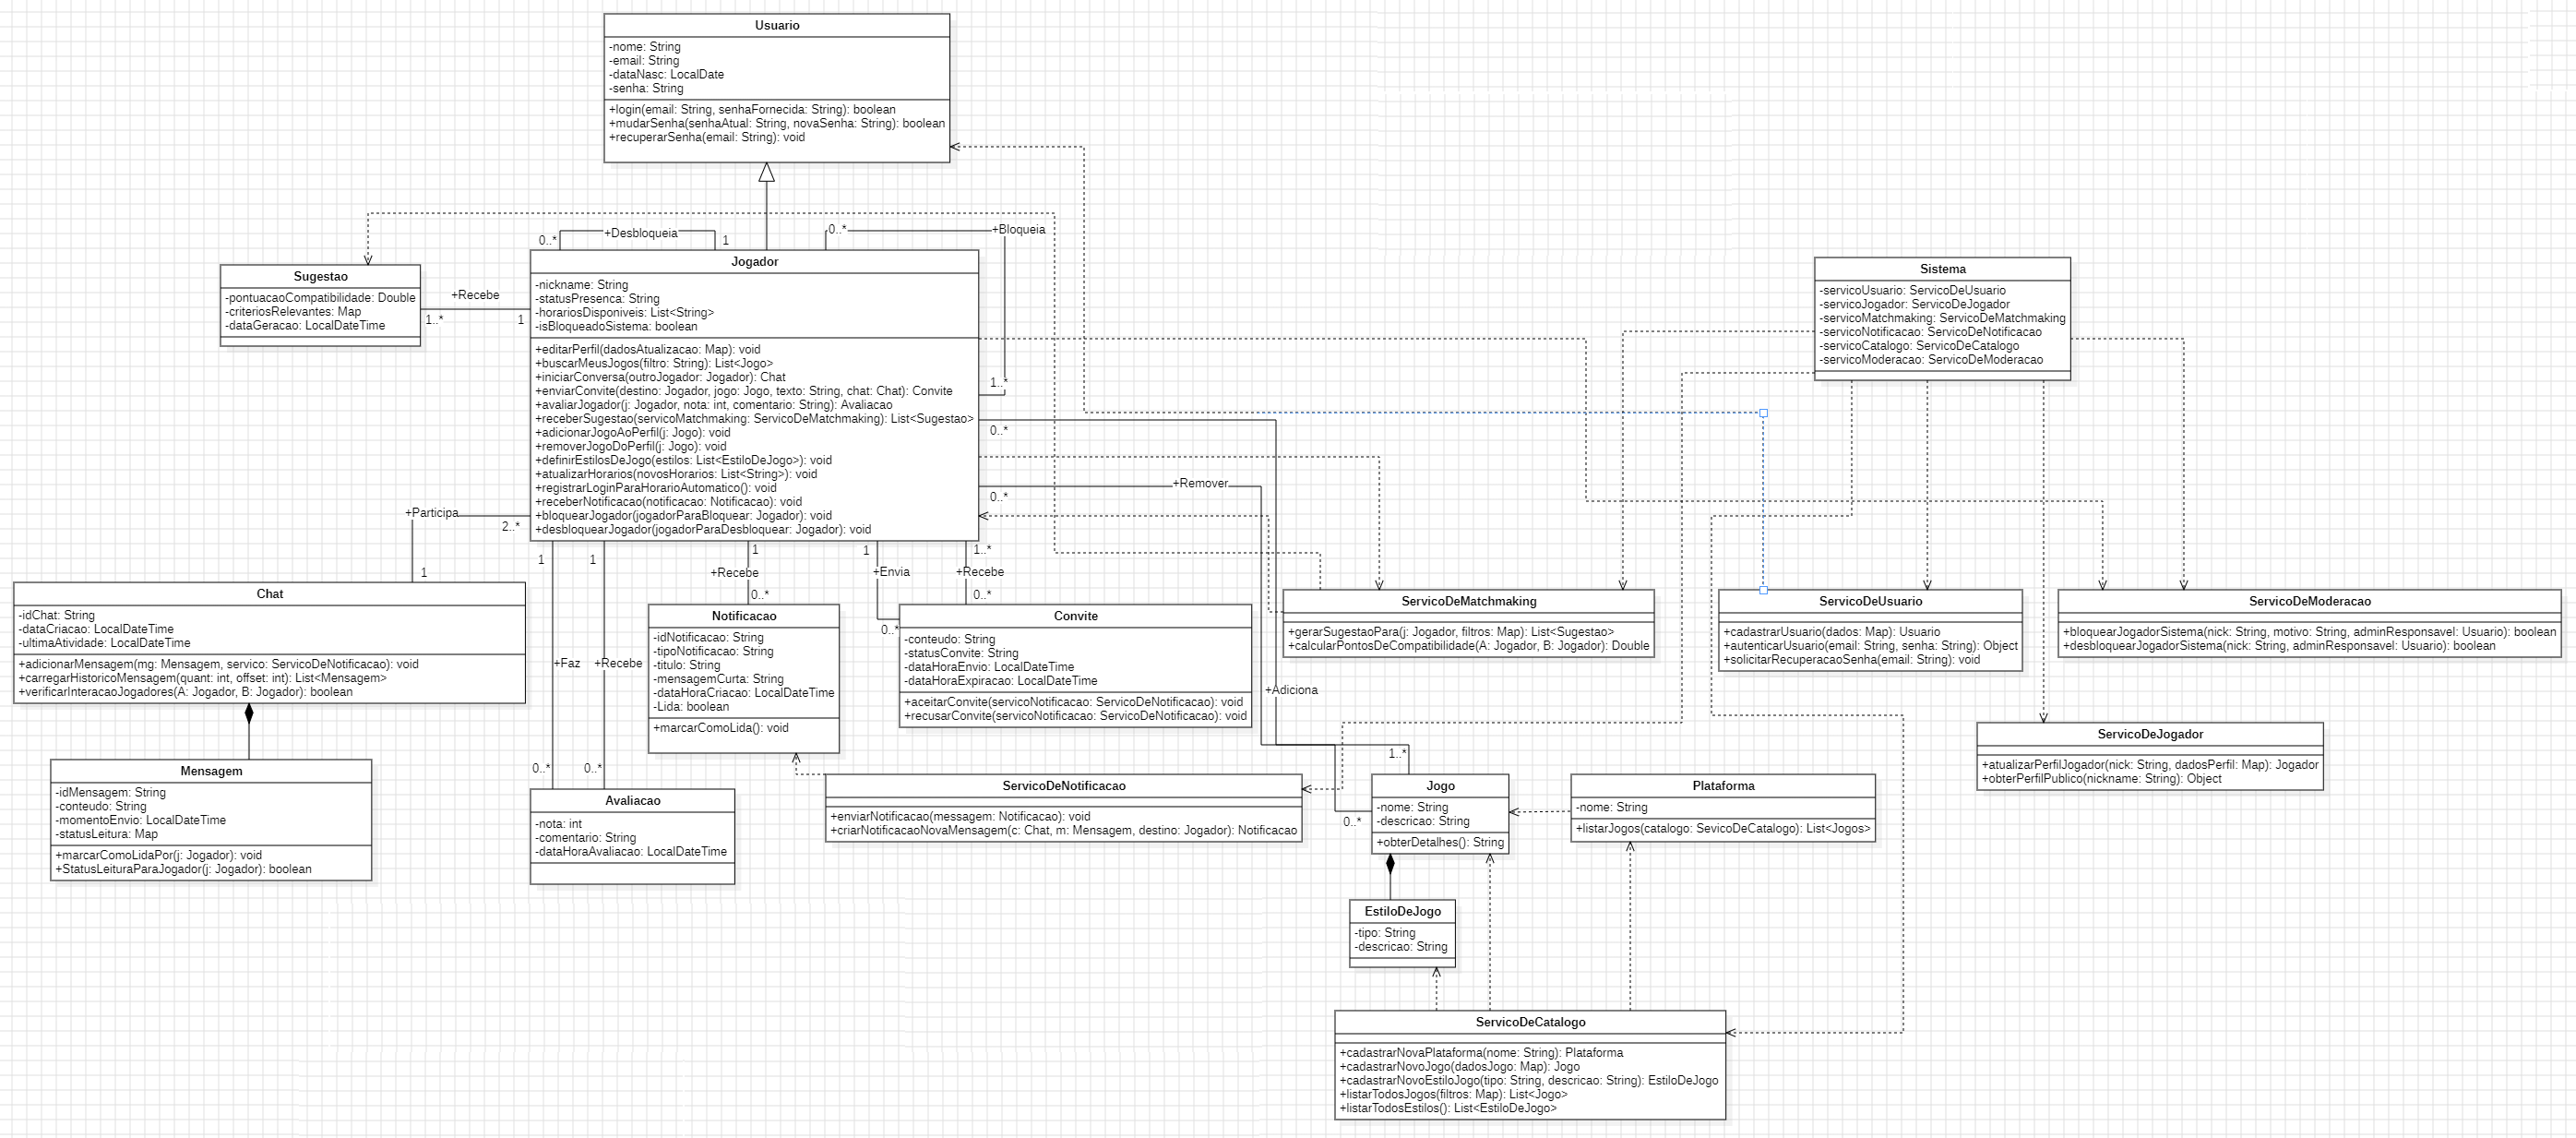 Usuario
-nome: String
-email: String
-dataNasc: LocalDate
-senha: String
+login(email: String, senhaFornecida: String): boolean
+mudarSenha(senhaAtual: String, novaSenha: String): boolean
+recuperarSenha(email: String): void
0..*
+Desbloqueia
1
0..*
+Bloqueia
1..*
Sugestao
-pontuacaoCompatibilidade: Double
-criteriosRelevantes: Map
-dataGeracao: LocalDateTime
+Recebe
1..*
1
Jogador
-nickname: String
-statusPresenca: String
-horariosDisponiveis: List<String>
-isBloqueadoSistema: boolean
+editarPerfil(dadosAtualizacao: Map): void
+buscarMeusJogos(filtro: String): List<Jogo>
+iniciarConversa(outroJogador: Jogador): Chat
+enviarConvite(destino: Jogador, jogo: Jogo, texto: String, chat: Chat): Convite
+avaliarJogador(j: Jogador, nota: int, comentario: String): Avaliacao
+receberSugestao(servicoMatchmaking: ServicoDeMatchmaking): List<Sugestao>
+adicionarJogoAoPerfil(j: Jogo): void
+removerJogoDoPerfil(j: Jogo): void
+definirEstilosDeJogo(estilos: List<EstiloDeJogo>): void
+atualizarHorarios(novosHorarios: List<String>): void
+registrarLoginParaHorarioAutomatico(): void
+receberNotificacao(notificacao: Notificacao): void
+bloquearJogador(jogadorParaBloquear: Jogador): void
+desbloquearJogador(jogadorParaDesbloquear: Jogador): void
Sistema
-servicoUsuario: ServicoDeUsuario
-servicoJogador: ServicoDeJogador
-servicoMatchmaking: ServicoDeMatchmaking
-servicoNotificacao: ServicoDeNotificacao
-servicoCatalogo: ServicoDeCatalogo
-servicoModeracao: ServicoDeModeracao
0..*
+Remover
0..*
+Participa
2..*
1
1
1
1
1
1..*
+Recebe
+Envia
+Recebe
0..*
0..*
0..*
Chat
-idChat: String
-dataCriacao: LocalDateTime
-ultimaAtividade: LocalDateTime
+adicionarMensagem(mg: Mensagem, servico: ServicoDeNotificacao): void
+carregarHistoricoMensagem(quant: int, offset: int): List<Mensagem>
+verificarInteracaoJogadores(A: Jogador, B: Jogador): boolean
+Faz
+Recebe
0..*
0..*
Notificacao
-idNotificacao: String
-tipoNotificacao: String
-titulo: String
-mensagemCurta: String
-dataHoraCriacao: LocalDateTime
-Lida: boolean
+marcarComoLida(): void
Convite
-conteudo: String
-statusConvite: String
-dataHoraEnvio: LocalDateTime
-dataHoraExpiracao: LocalDateTime
+aceitarConvite(servicoNotificacao: ServicoDeNotificacao): void
+recusarConvite(servicoNotificacao: ServicoDeNotificacao): void
ServicoDeMatchmaking
+gerarSugestaoPara(j: Jogador, filtros: Map): List<Sugestao>
+calcularPontosDeCompatibilidade(A: Jogador, B: Jogador): Double
ServicoDeUsuario
+cadastrarUsuario(dados: Map): Usuario
+autenticarUsuario(email: String, senha: String): Object
+solicitarRecuperacaoSenha(email: String): void
ServicoDeModeracao
+bloquearJogadorSistema(nick: String, motivo: String, adminResponsavel: Usuario): boolean
+desbloquearJogadorSistema(nick: String, adminResponsavel: Usuario): boolean
+Adiciona
1..*
0..*
ServicoDeJogador
+atualizarPerfilJogador(nick: String, dadosPerfil: Map): Jogador
+obterPerfilPublico(nickname: String): Object
Mensagem
-idMensagem: String
-conteudo: String
-momentoEnvio: LocalDateTime
-statusLeitura: Map
+marcarComoLidaPor(j: Jogador): void
+StatusLeituraParaJogador(j: Jogador): boolean
Avaliacao
-nota: int
-comentario: String
-dataHoraAvaliacao: LocalDateTime
ServicoDeNotificacao
+enviarNotificacao(messagem: Notificacao): void
+criarNotificacaoNovaMensagem(c: Chat, m: Mensagem, destino: Jogador): Notificacao
Jogo
-nome: String
-descricao: String
+obterDetalhes(): String
Plataforma
-nome: String
+listarJogos(catalogo: SevicoDeCatalogo): List<Jogos>
EstiloDeJogo
-tipo: String
-descricao: String
ServicoDeCatalogo
+cadastrarNovaPlataforma(nome: String): Plataforma
+cadastrarNovoJogo(dadosJogo: Map): Jogo
+cadastrarNovoEstiloJogo(tipo: String, descricao: String): EstiloDeJogo
+listarTodosJogos(filtros: Map): List<Jogo>
+listarTodosEstilos(): List<EstiloDeJogo>